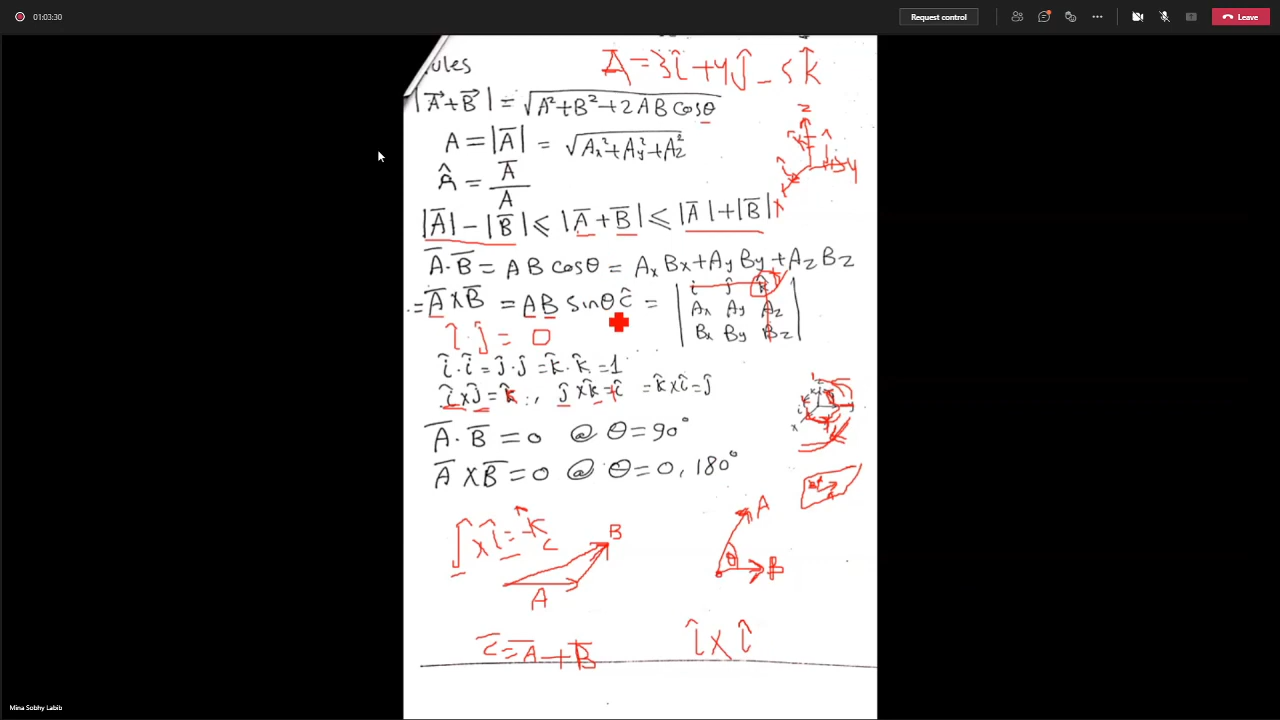 01:03:30
Request control
Leave
ules
A̅ = 3î + 4ĵ - 5k̂
|A⃗+B⃗| = √(A²+B²+2AB cosθ)
A = |A̅| = √(Ax²+Ay²+Az²)
Â = A̅/A
z
k̂ î ĵ y
x
|A̅| - |B̅| ⩽ |A̅ + B̅| ⩽ |A̅| + |B̅|
A̅·B̅ = AB cosθ = AxBx + AyBy + AzBz
= A̅ × B̅ = AB sinθ ĉ = | i j k̂
Ax Ay Az
Bx By Bz |
î · ĵ = 0
î·î = ĵ·ĵ = k̂·k̂ = 1
î×ĵ = k̂ , ĵ×k̂ = î = k̂×î = ĵ
A̅·B̅ = 0 @ θ = 90°
A̅ × B̅ = 0 @ θ = 0, 180°
ĵ × î = -k̂
C B
A
A
θ B
C̅ = A̅ + B̅
î × î
Mina Sobhy Labib